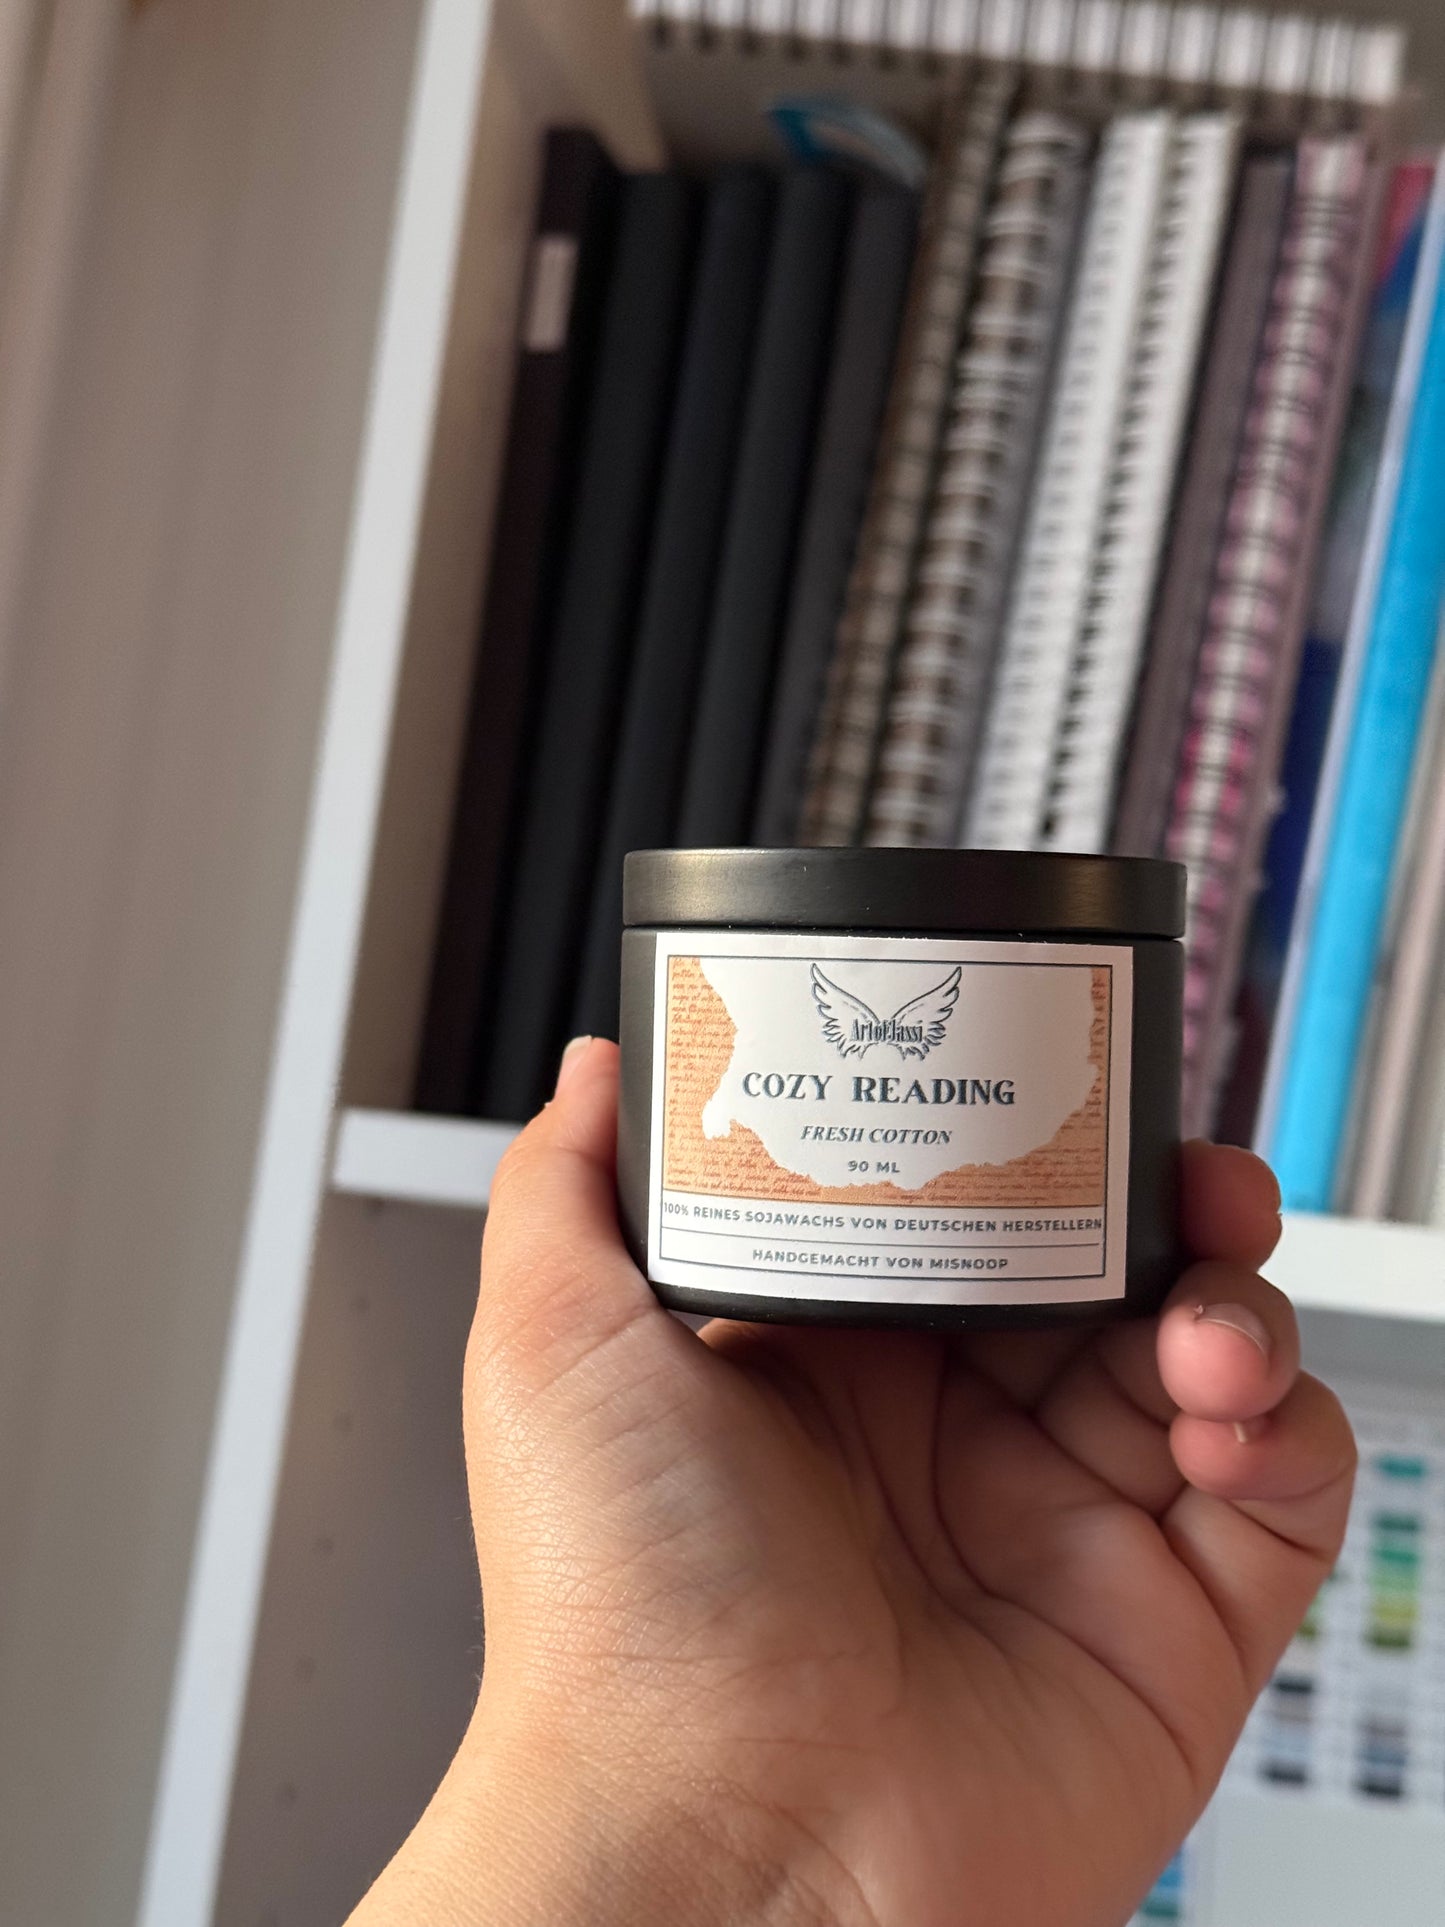 ArtofJassi
COZY READING
FRESH COTTON
90 ML
100% REINES SOJAWACHS VON DEUTSCHEN HERSTELLERN
HANDGEMACHT VON MISNOOP